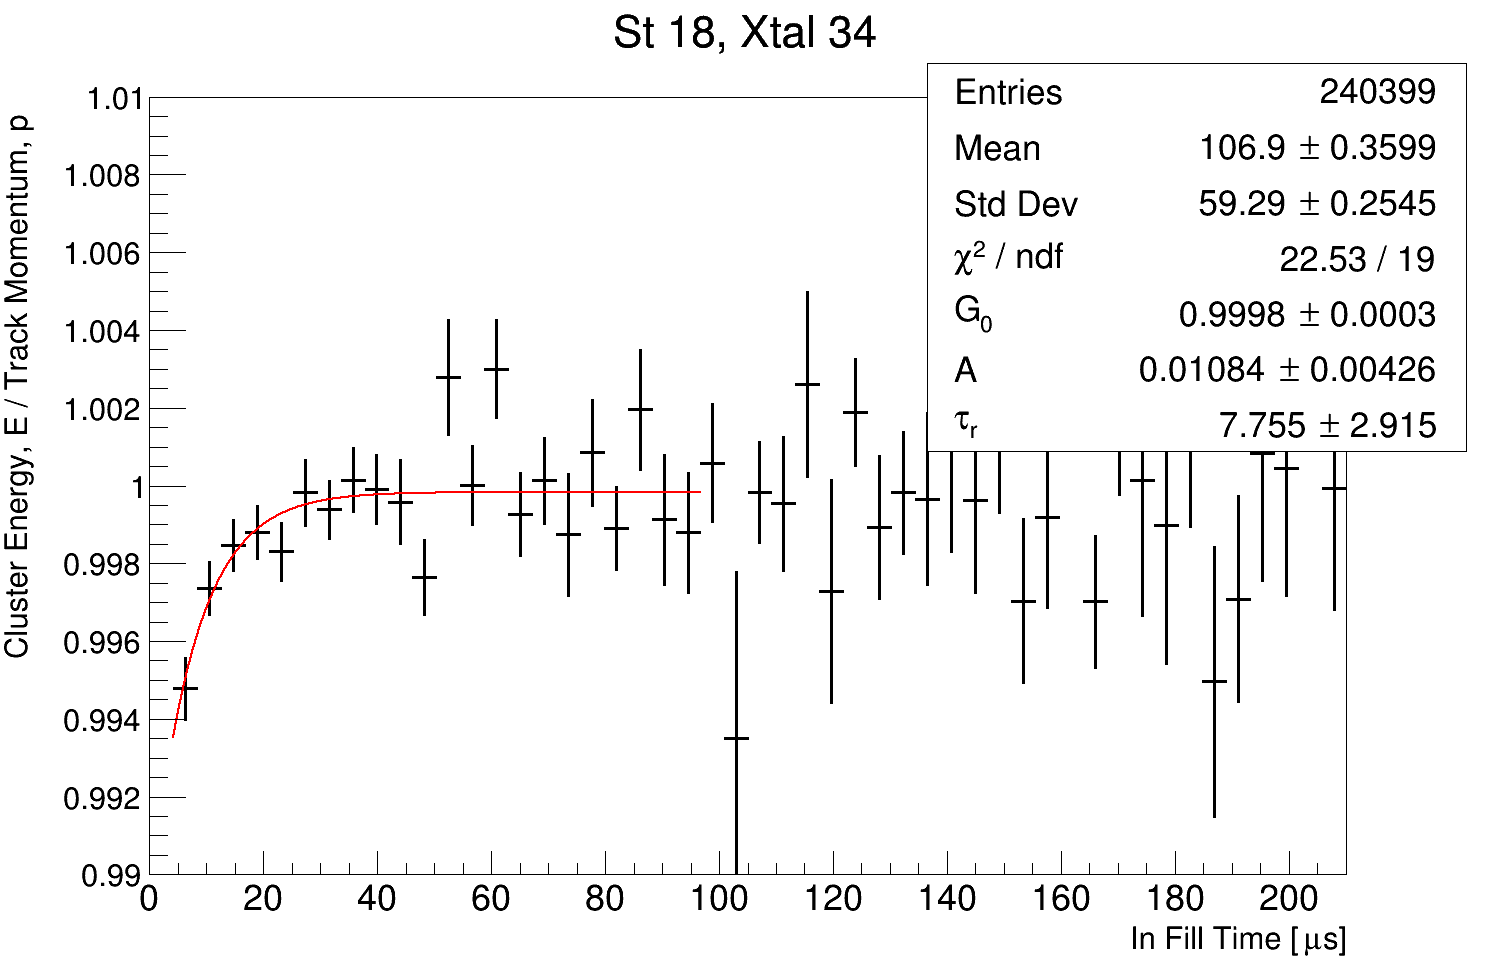 St 18, Xtal 34
Entries 240399
Mean 106.9 ± 0.3599
Std Dev 59.29 ± 0.2545
χ² / ndf 22.53 / 19
G₀ 0.9998 ± 0.0003
A 0.01084 ± 0.00426
τᵣ 7.755 ± 2.915
Cluster Energy, E / Track Momentum, p
1.01
1.008
1.006
1.004
1.002
1
0.998
0.996
0.994
0.992
0.99
0 20 40 60 80 100 120 140 160 180 200
In Fill Time [μs]